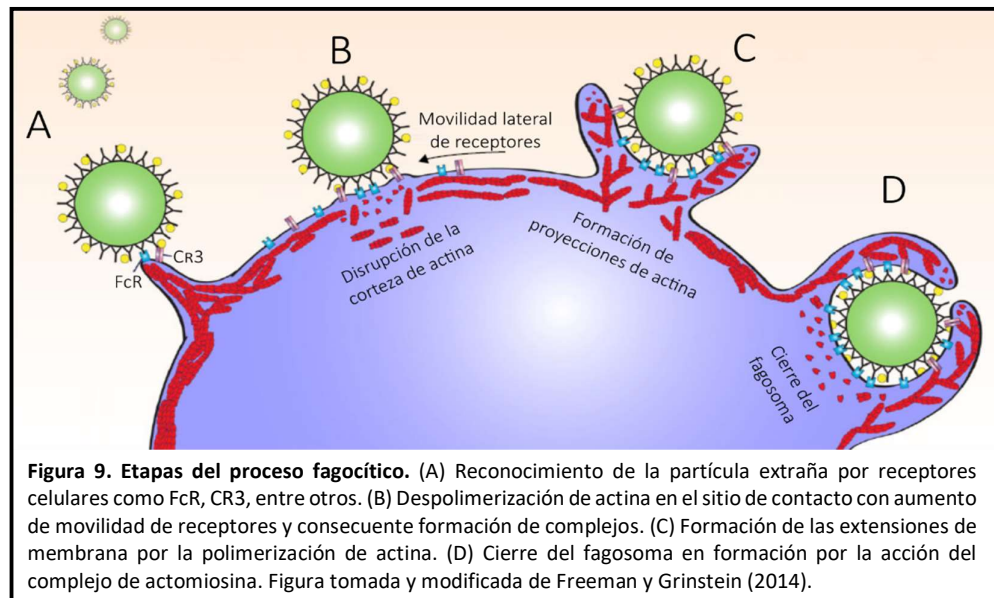 A
B
C
D
Movilidad lateral
de receptores
CR3
FcR
Disrupción de la
corteza de actina
Formación de
proyecciones de actina
Cierre del
fagosoma
Figura 9. Etapas del proceso fagocítico. (A) Reconocimiento de la partícula extraña por receptores
celulares como FcR, CR3, entre otros. (B) Despolimerización de actina en el sitio de contacto con aumento
de movilidad de receptores y consecuente formación de complejos. (C) Formación de las extensiones de
membrana por la polimerización de actina. (D) Cierre del fagosoma en formación por la acción del
complejo de actomiosina. Figura tomada y modificada de Freeman y Grinstein (2014).